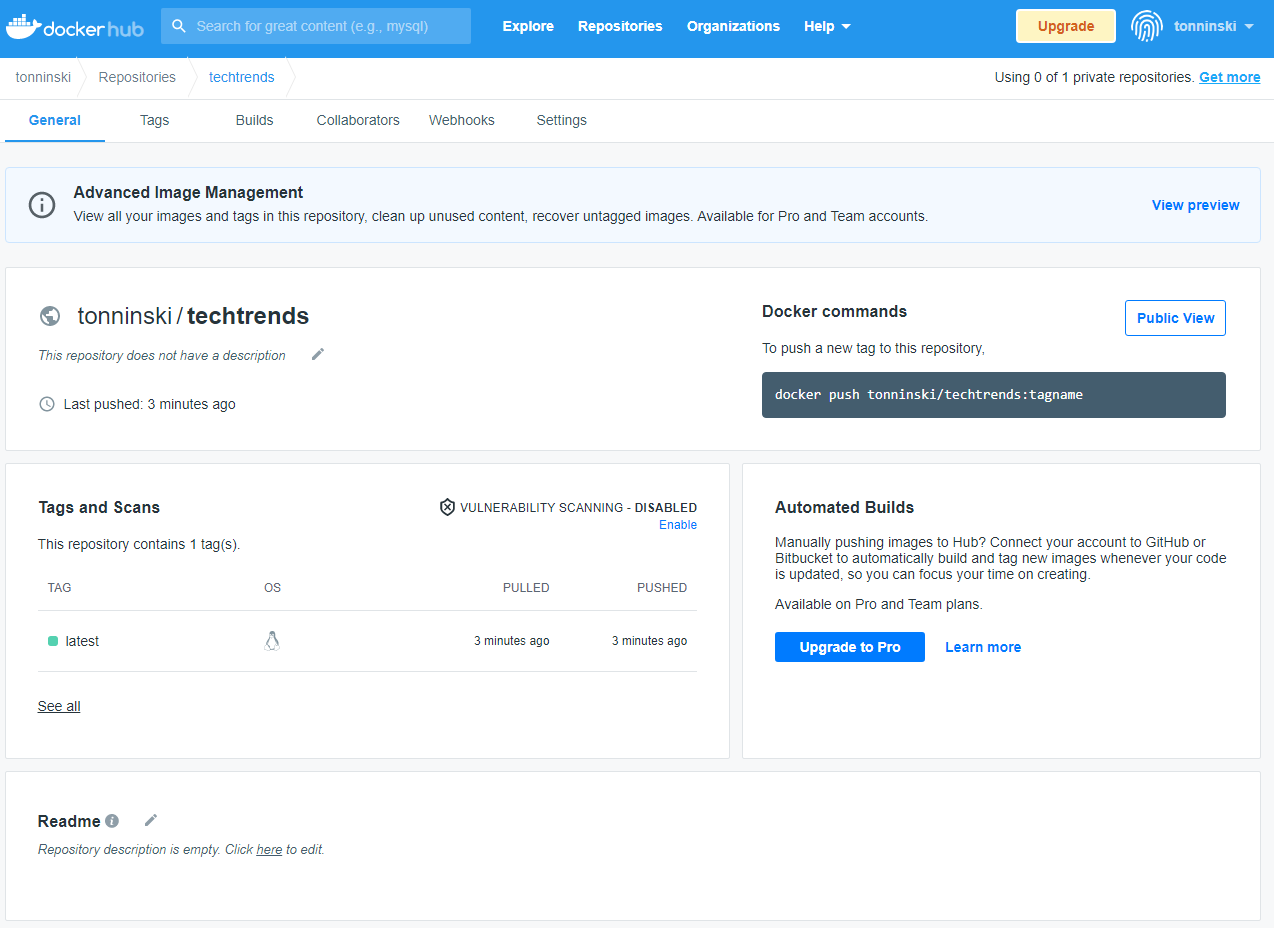 docker hub
Search for great content (e.g., mysql)
Explore Repositories Organizations Help
Upgrade
tonninski
tonninski Repositories techtrends
Using 0 of 1 private repositories. Get more
General Tags Builds Collaborators Webhooks Settings
Advanced Image Management
View all your images and tags in this repository, clean up unused content, recover untagged images. Available for Pro and Team accounts.
View preview
tonninski / techtrends
This repository does not have a description
Last pushed: 3 minutes ago
Docker commands
Public View
To push a new tag to this repository,
docker push tonninski/techtrends:tagname
Tags and Scans
VULNERABILITY SCANNING - DISABLED
Enable
This repository contains 1 tag(s).
TAG OS PULLED PUSHED
latest 3 minutes ago 3 minutes ago
See all
Automated Builds
Manually pushing images to Hub? Connect your account to GitHub or
Bitbucket to automatically build and tag new images whenever your code
is updated, so you can focus your time on creating.
Available on Pro and Team plans.
Upgrade to Pro Learn more
Readme
Repository description is empty. Click here to edit.